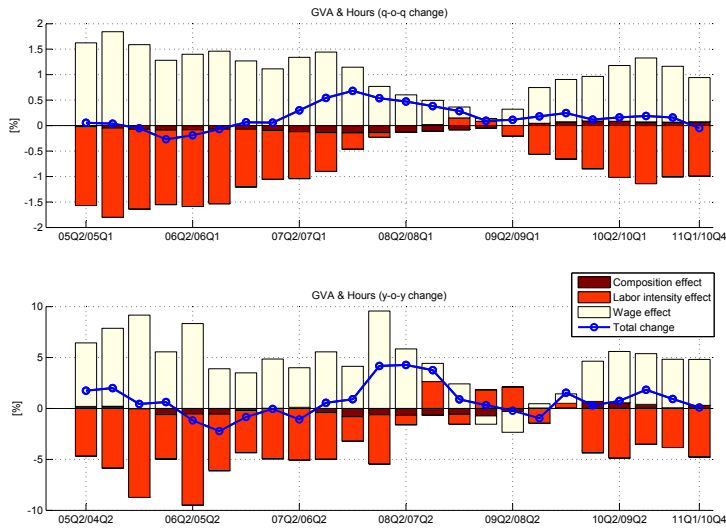 GVA & Hours (q-o-q change)
2
1.5
1
0.5
0
-0.5
-1
-1.5
-2
[%]
05Q2/05Q1
06Q2/06Q1
07Q2/07Q1
08Q2/08Q1
09Q2/09Q1
10Q2/10Q1
11Q1/10Q4
GVA & Hours (y-o-y change)
Composition effect
Labor intensity effect
Wage effect
Total change
10
5
0
-5
-10
[%]
05Q2/04Q2
06Q2/05Q2
07Q2/06Q2
08Q2/07Q2
09Q2/08Q2
10Q2/09Q2
11Q1/10Q4